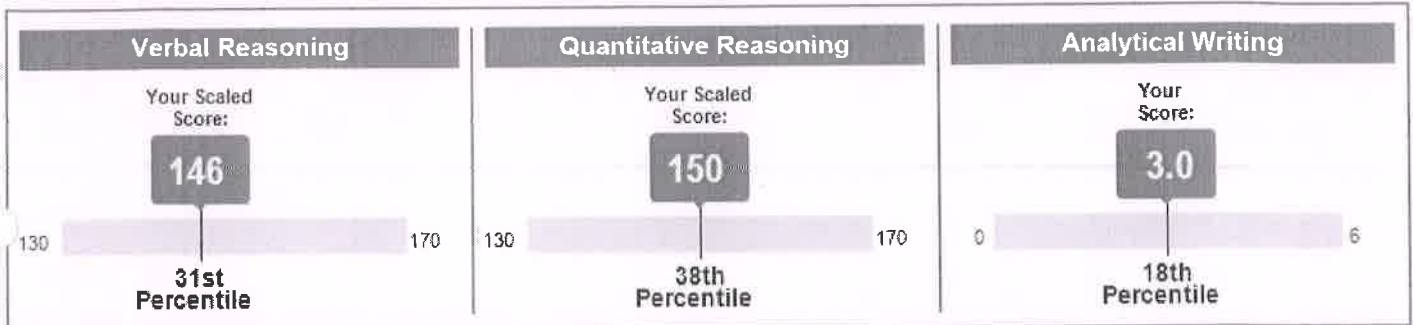 Verbal Reasoning
Your Scaled
Score:
146
130
170
31st
Percentile
Quantitative Reasoning
Your Scaled
Score:
150
130
170
38th
Percentile
Analytical Writing
Your
Score:
3.0
0
6
18th
Percentile